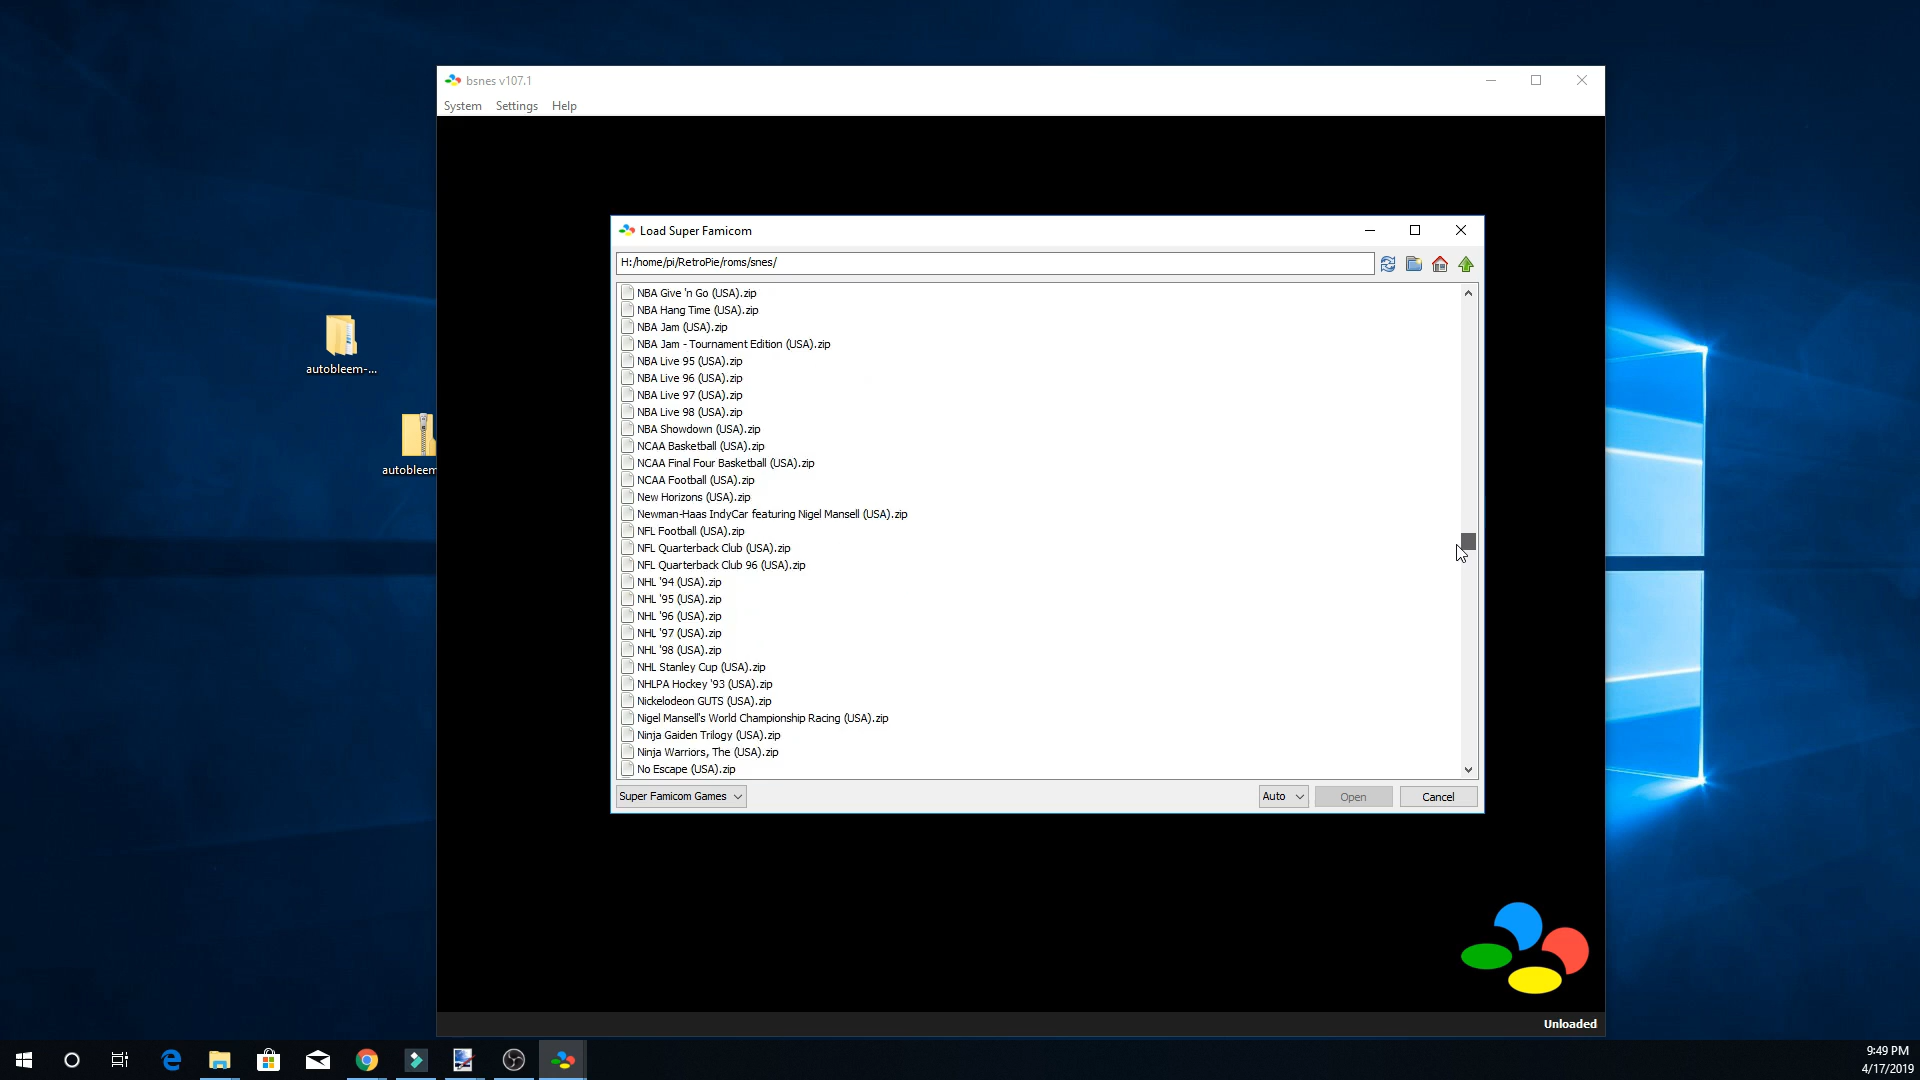 bsnes v107.1
System Settings Help
Load Super Famicom
H:/home/pi/RetroPie/roms/snes/
NBA Give 'n Go (USA).zip
NBA Hang Time (USA).zip
NBA Jam (USA).zip
NBA Jam - Tournament Edition (USA).zip
NBA Live 95 (USA).zip
NBA Live 96 (USA).zip
NBA Live 97 (USA).zip
NBA Live 98 (USA).zip
NBA Showdown (USA).zip
NCAA Basketball (USA).zip
NCAA Final Four Basketball (USA).zip
NCAA Football (USA).zip
New Horizons (USA).zip
Newman-Haas IndyCar featuring Nigel Mansell (USA).zip
NFL Football (USA).zip
NFL Quarterback Club (USA).zip
NFL Quarterback Club 96 (USA).zip
NHL '94 (USA).zip
NHL '95 (USA).zip
NHL '96 (USA).zip
NHL '97 (USA).zip
NHL '98 (USA).zip
NHL Stanley Cup (USA).zip
NHLPA Hockey '93 (USA).zip
Nickelodeon GUTS (USA).zip
Nigel Mansell's World Championship Racing (USA).zip
Ninja Gaiden Trilogy (USA).zip
Ninja Warriors, The (USA).zip
No Escape (USA).zip
Super Famicom Games Auto Open Cancel
autobleem-...
autobleem
Unloaded
9:49 PM
4/17/2019